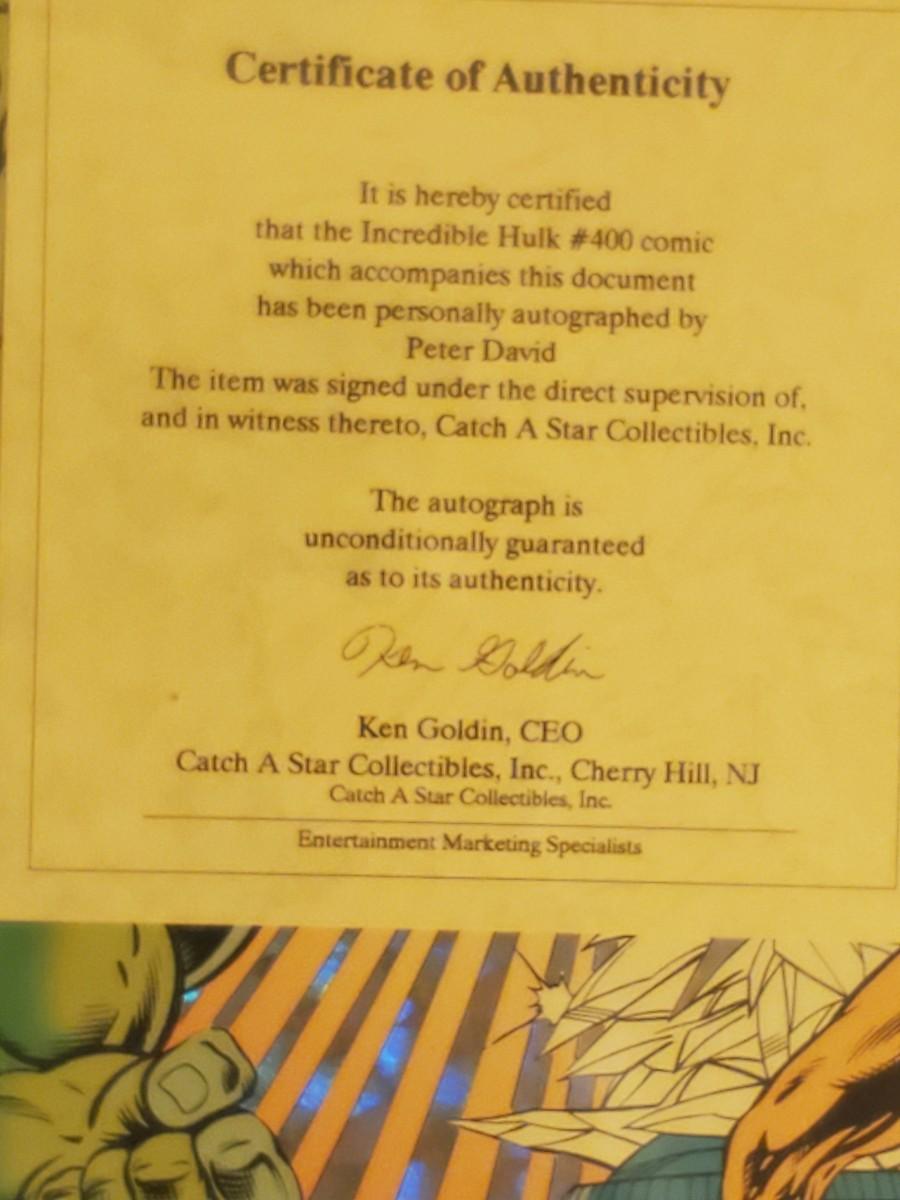 Certificate of Authenticity
It is hereby certified
that the Incredible Hulk #400 comic
which accompanies this document
has been personally autographed by
Peter David
The item was signed under the direct supervision of,
and in witness thereto, Catch A Star Collectibles, Inc.
The autograph is
unconditionally guaranteed
as to its authenticity.
Ken Goldin
Ken Goldin, CEO
Catch A Star Collectibles, Inc., Cherry Hill, NJ
Catch A Star Collectibles, Inc.
Entertainment Marketing Specialists